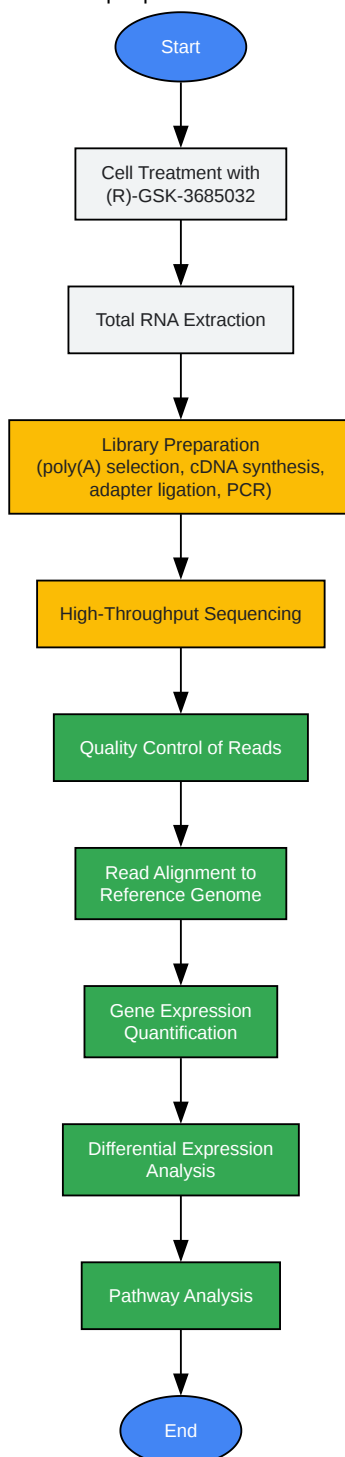 Start
Cell Treatment with
(R)-GSK-3685032
Total RNA Extraction
Library Preparation
(poly(A) selection, cDNA synthesis,
adapter ligation, PCR)
High-Throughput Sequencing
Quality Control of Reads
Read Alignment to
Reference Genome
Gene Expression
Quantification
Differential Expression
Analysis
Pathway Analysis
End